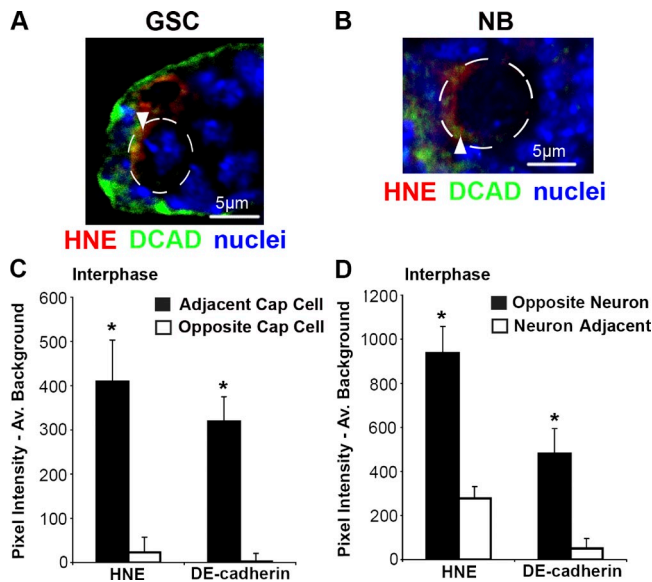 A GSC
5µm
HNE DCAD nuclei
B NB
5µm
HNE DCAD nuclei
C Interphase
Pixel Intensity - Av. Background
600
500
400
300
200
100
0
Adjacent Cap Cell
Opposite Cap Cell
* *
HNE DE-cadherin
D Interphase
Pixel Intensity - Av. Background
1200
1000
800
600
400
200
0
Opposite Neuron
Neuron Adjacent
* *
HNE DE-cadherin